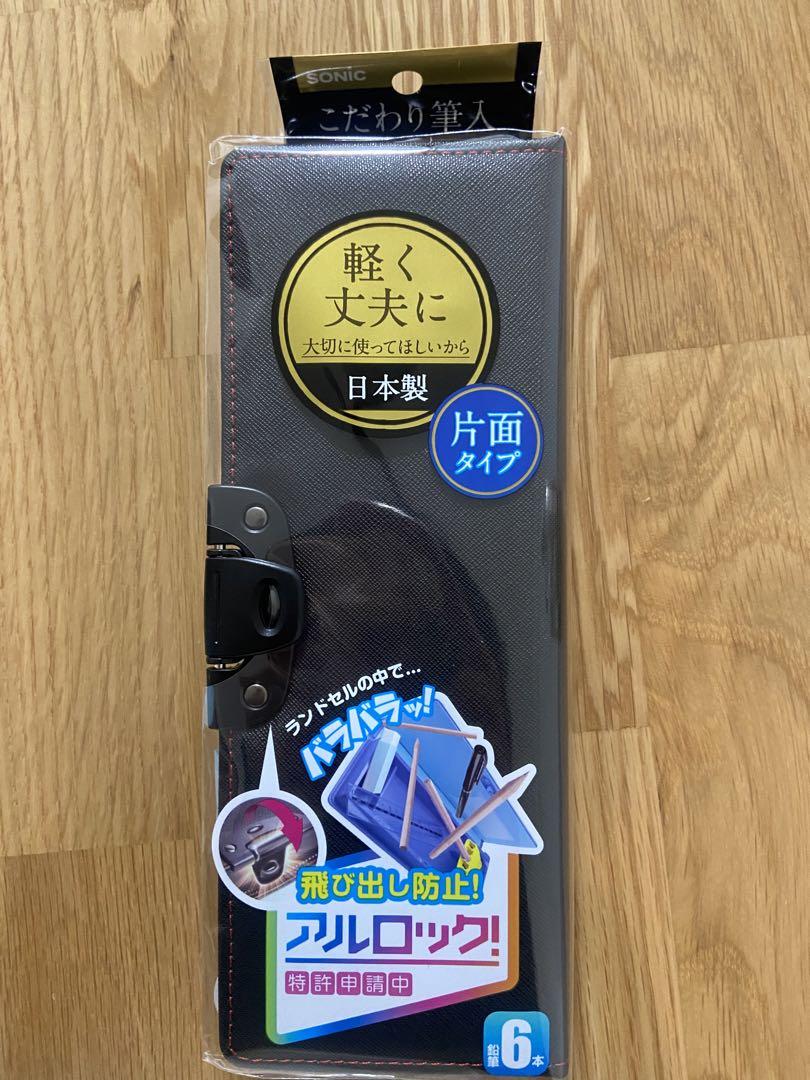 SONiC
こだわり筆入
軽く
丈夫に
大切に使ってほしいから
日本製
片面
タイプ
ランドセルの中で…
バラバラッ!
飛び出し防止!
アルロック!
特許申請中
鉛筆6本